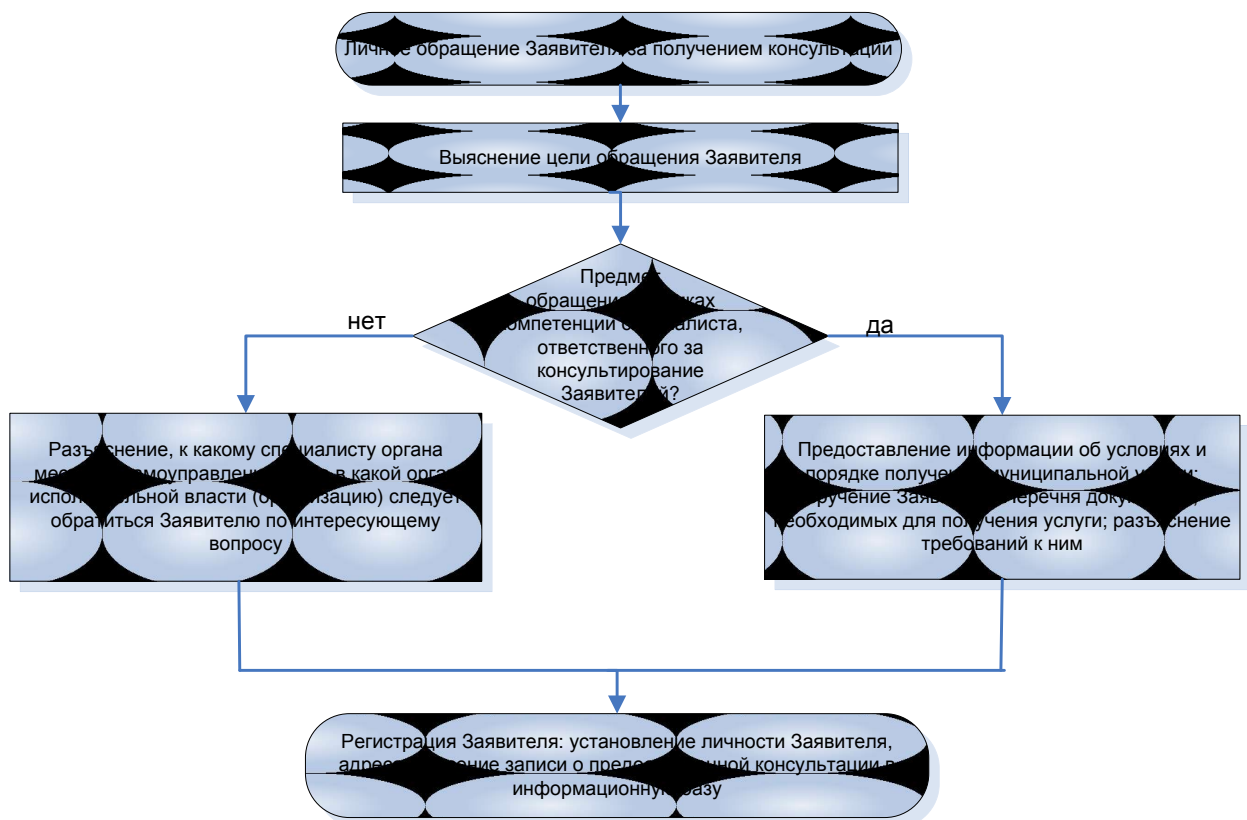 Личное обращение Заявителя за получением консультации
Выяснение цели обращения Заявителя
Предмет
обращения
компетенции специалиста,
ответственного за
консультирование
Заявителей?
нет
да
Разъяснение, к какому специалисту органа
самоуправления в какой орган
исполнительной власти (организацию) следует
обратиться Заявителю по интересующему
вопросу
Предоставление информации об условиях и
порядке получения муниципальной услуги;
вручение Заявителю перечня
необходимых для получения услуги; разъяснение
требований к ним
Регистрация Заявителя: установление личности Заявителя,
записи о предоставленной консультации в
информационную базу